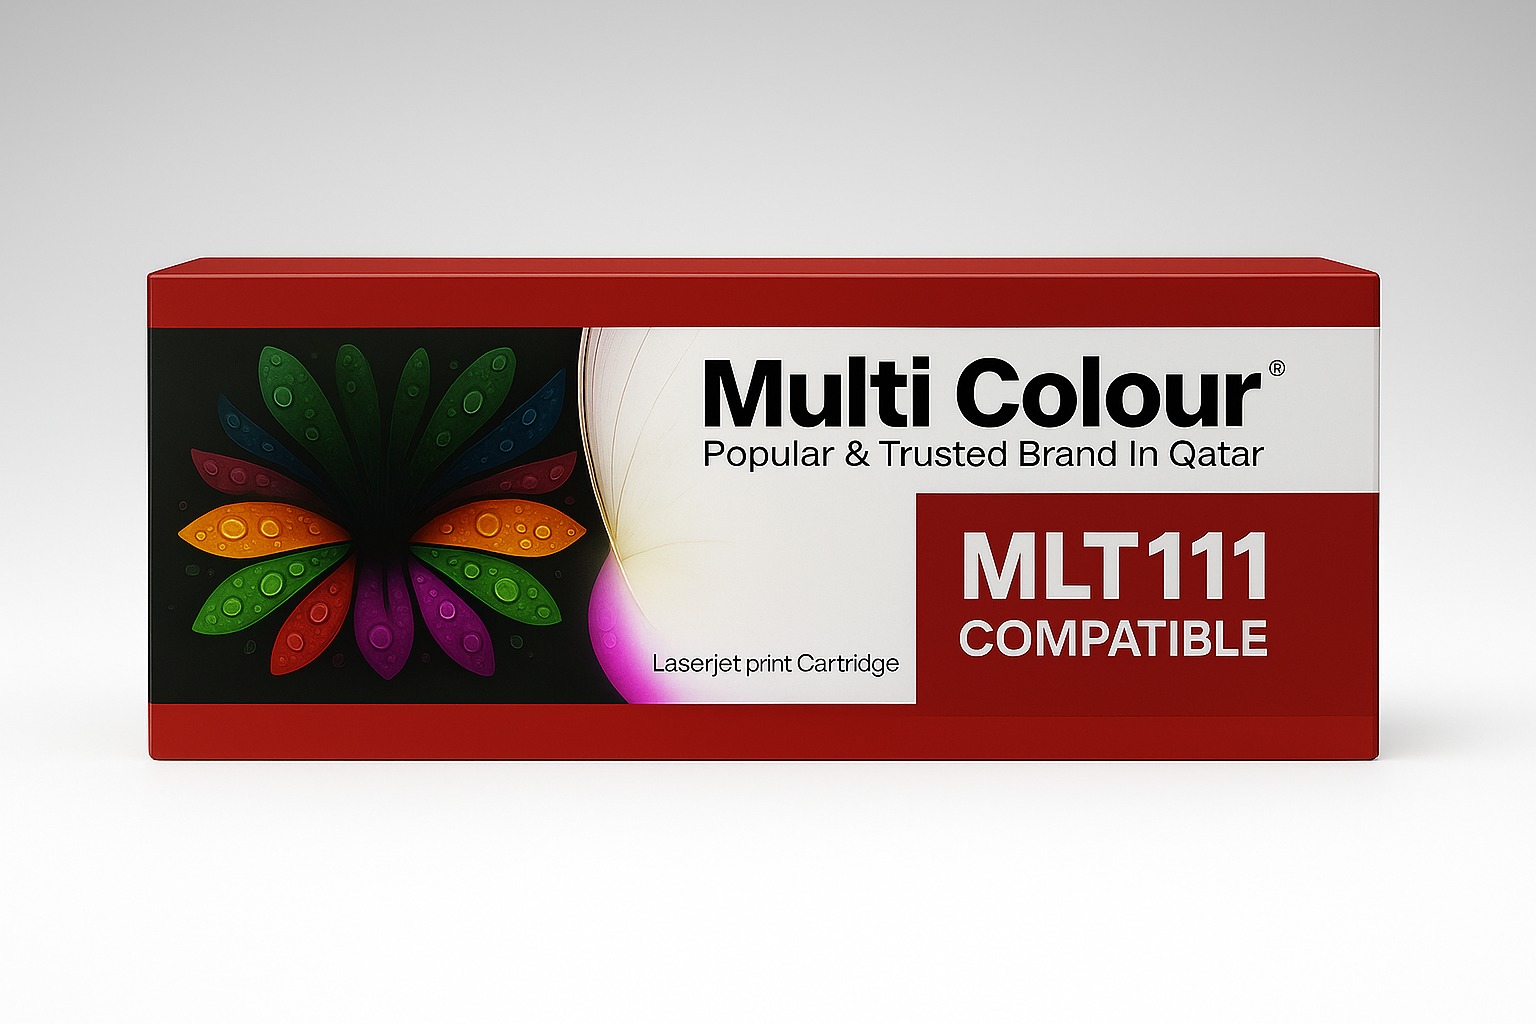 Multi Colour®
Popular & Trusted Brand In Qatar
MLT111
COMPATIBLE
Laserjet print Cartridge